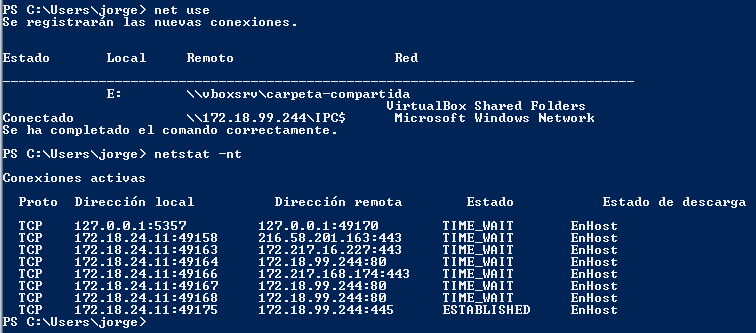 PS C:\Users\jorge> net use
Se registrarán las nuevas conexiones.
Estado Local Remoto Red
-------------------------------------------------------------------------------
E: \\vboxsrv\carpeta-compartida
VirtualBox Shared Folders
Conectado \\172.18.99.244\IPC$ Microsoft Windows Network
Se ha completado el comando correctamente.
PS C:\Users\jorge> netstat -nt
Conexiones activas
Proto Dirección local Dirección remota Estado Estado de descarga
TCP 127.0.0.1:5357 127.0.0.1:49170 TIME_WAIT EnHost
TCP 172.18.24.11:49158 216.58.201.163:443 TIME_WAIT EnHost
TCP 172.18.24.11:49163 172.217.16.227:443 TIME_WAIT EnHost
TCP 172.18.24.11:49164 172.18.99.244:80 TIME_WAIT EnHost
TCP 172.18.24.11:49166 172.217.168.174:443 TIME_WAIT EnHost
TCP 172.18.24.11:49167 172.18.99.244:80 TIME_WAIT EnHost
TCP 172.18.24.11:49168 172.18.99.244:80 TIME_WAIT EnHost
TCP 172.18.24.11:49175 172.18.99.244:445 ESTABLISHED EnHost
PS C:\Users\jorge>